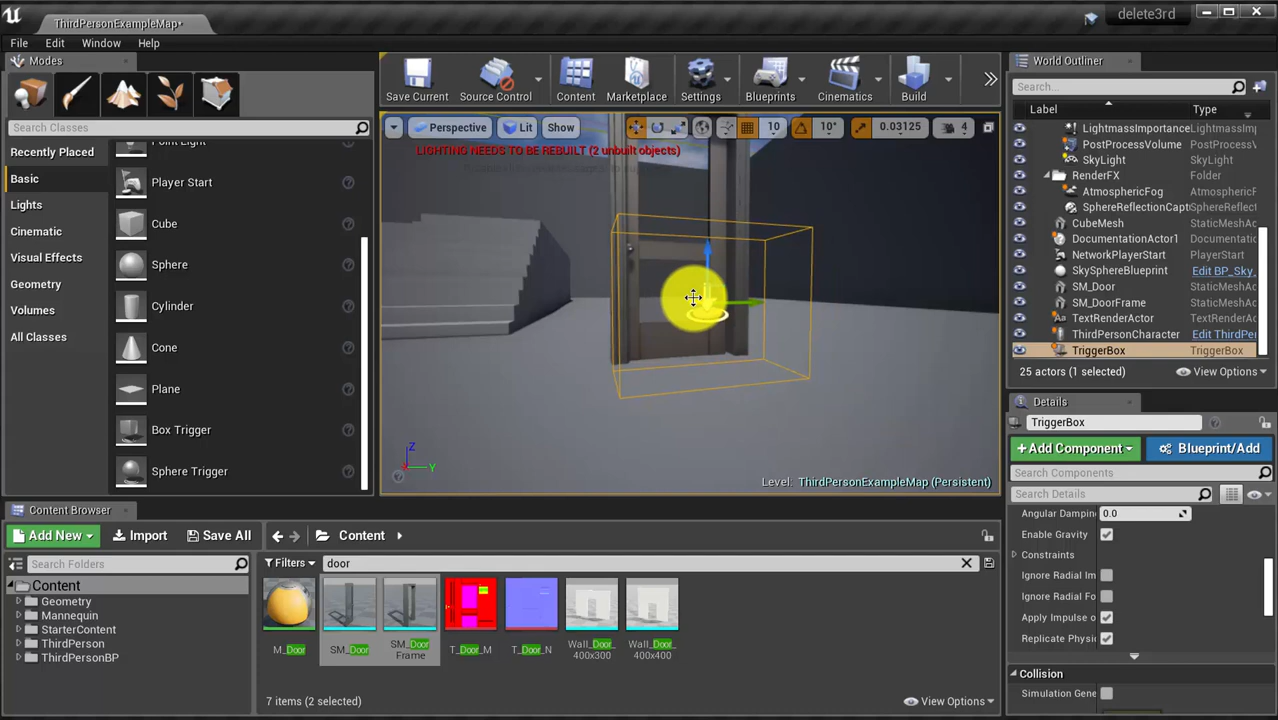 ThirdPersonExampleMap*
delete3rd
File Edit Window Help
Modes
Search Classes
Recently Placed
Basic
Lights
Cinematic
Visual Effects
Geometry
Volumes
All Classes
Point Light
Player Start
Cube
Sphere
Cylinder
Cone
Plane
Box Trigger
Sphere Trigger
Save Current
Source Control
Content
Marketplace
Settings
Blueprints
Cinematics
Build
Perspective
Lit
Show
10
10°
0.03125
4
LIGHTING NEEDS TO BE REBUILT (2 unbuilt objects)
Z
X
Y
Level: ThirdPersonExampleMap (Persistent)
World Outliner
Search...
Label Type
LightmassImportance LightmassImp
PostProcessVolume PostProcessV
SkyLight SkyLight
RenderFX Folder
AtmosphericFog AtmosphericF
SphereReflectionCapt SphereReflec
CubeMesh StaticMeshAc
DocumentationActor1 Documentatio
NetworkPlayerStart PlayerStart
SkySphereBlueprint Edit BP_Sky_
SM_Door StaticMeshAc
SM_DoorFrame StaticMeshAc
TextRenderActor TextRenderAc
ThirdPersonCharacter Edit ThirdPer
TriggerBox TriggerBox
25 actors (1 selected)
View Options
Details
TriggerBox
+ Add Component
Blueprint/Add
Search Components
Search Details
Angular Dampin 0.0
Enable Gravity
Constraints
Ignore Radial Im
Ignore Radial Fo
Apply Impulse o
Replicate Physi
Collision
Simulation Gene
Content Browser
Add New
Import
Save All
Content
Search Folders
Content
Geometry
Mannequin
StarterContent
ThirdPerson
ThirdPersonBP
Filters
door
M_Door
SM_Door
SM_Door
Frame
T_Door_M
T_Door_N
Wall_Door_
400x300
Wall_Door_
400x400
7 items (2 selected)
View Options